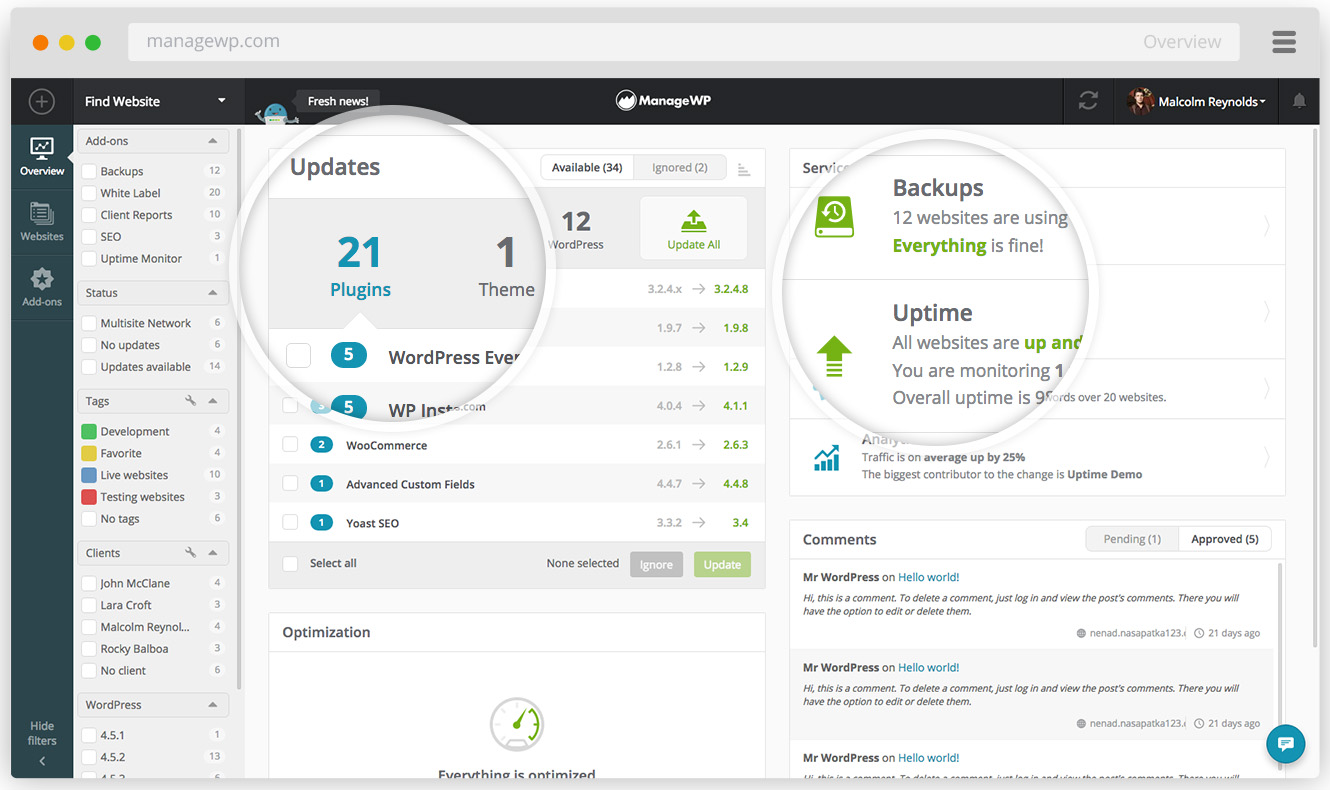 managewp.com
Overview
Find Website
Fresh news!
ManageWP
Malcolm Reynolds
Overview
Websites
Add-ons
Hide
filters
Add-ons
Backups 12
White Label 20
Client Reports 10
SEO 3
Uptime Monitor 1
Status
Multisite Network 6
No updates 6
Updates available 14
Tags
Development 4
Favorite 4
Live websites 10
Testing websites 3
No tags 6
Clients
John McClane 4
Lara Croft 3
Malcolm Reynol... 4
Rocky Balboa 3
No client 6
WordPress
4.5.1 1
4.5.2 13
Updates
Available (34)
Ignored (2)
21
Plugins
1
Theme
12
WordPress
Update All
3.2.4.x → 3.2.4.8
1.9.7 → 1.9.8
5 WordPress
1.2.8 → 1.2.9
5 WP
.com
4.0.4 → 4.1.1
2 WooCommerce 2.6.1 → 2.6.3
1 Advanced Custom Fields 4.4.7 → 4.4.8
1 Yoast SEO 3.3.2 → 3.4
Select all
None selected
Ignore
Update
Optimization
Everything is optimized
Backups
12 websites are using
Everything is fine!
Uptime
All websites are up and
You are monitoring 1
Overall uptime is
over 20 websites.
Traffic is on average up by 25%
The biggest contributor to the change is Uptime Demo
Comments
Pending (1)
Approved (5)
Mr WordPress on Hello world!
Hi, this is a comment. To delete a comment, just log in and view the post's comments. There you will
have the option to edit or delete them.
nenad.nasapatka123. 21 days ago
Mr WordPress on Hello world!
Hi, this is a comment. To delete a comment, just log in and view the post's comments. There you will
have the option to edit or delete them.
nenad.nasapatka123. 21 days ago
Mr WordPress on Hello world!